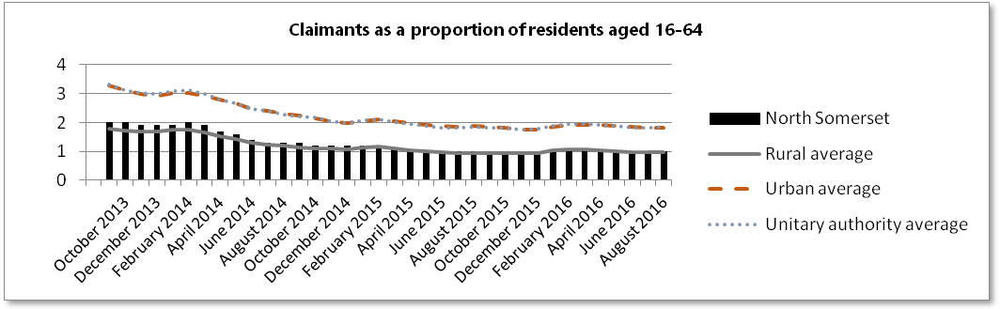 Claimants as a proportion of residents aged 16-64
4
3
2
1
0
October 2013
December 2013
February 2014
April 2014
June 2014
August 2014
October 2014
December 2014
February 2015
April 2015
June 2015
August 2015
October 2015
December 2015
February 2016
April 2016
June 2016
August 2016
North Somerset
Rural average
Urban average
Unitary authority average